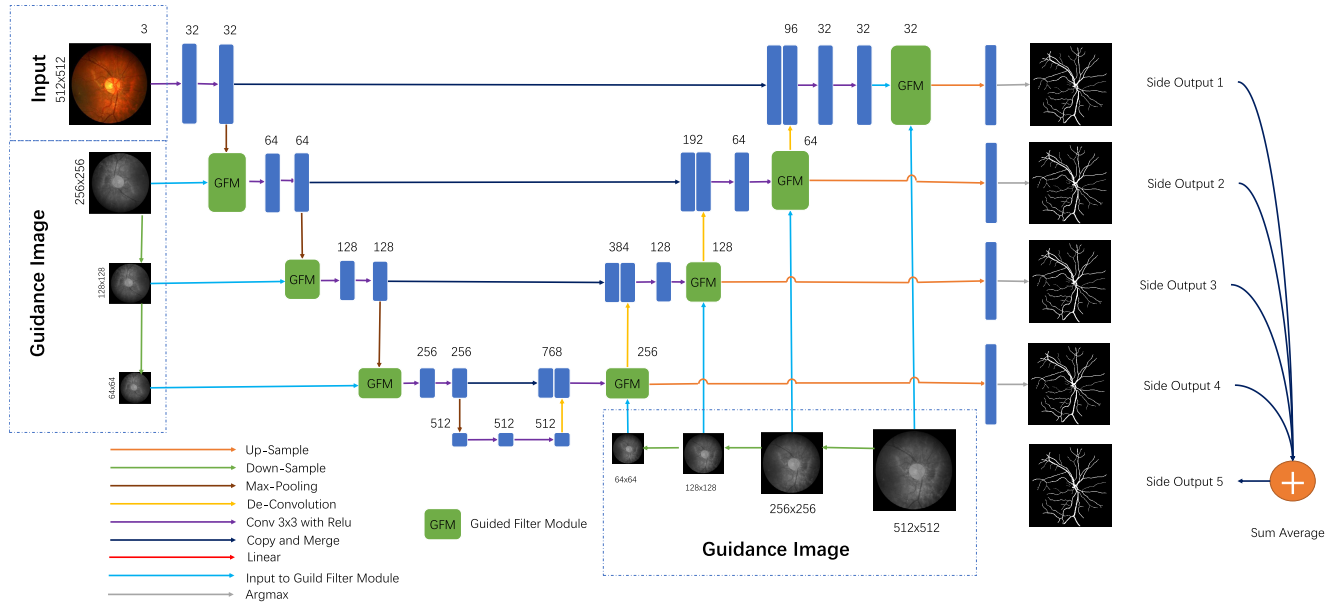 3 32 32 96 32 32 32
Input
512x512
GFM
Side Output 1
256x256
GFM
64 64
192 64
GFM
64
Side Output 2
Guidance Image
128x128
GFM
128 128
384 128
GFM
128
Side Output 3
64x64
GFM
256 256 768
GFM
256
Side Output 4
512 512 512
64x64
128x128
256x256
512x512
Guidance Image
Side Output 5
Sum Average
Up-Sample
Down-Sample
Max-Pooling
De-Convolution
Conv 3x3 with Relu
Copy and Merge
Linear
Input to Guild Filter Module
Argmax
GFM Guided Filter Module